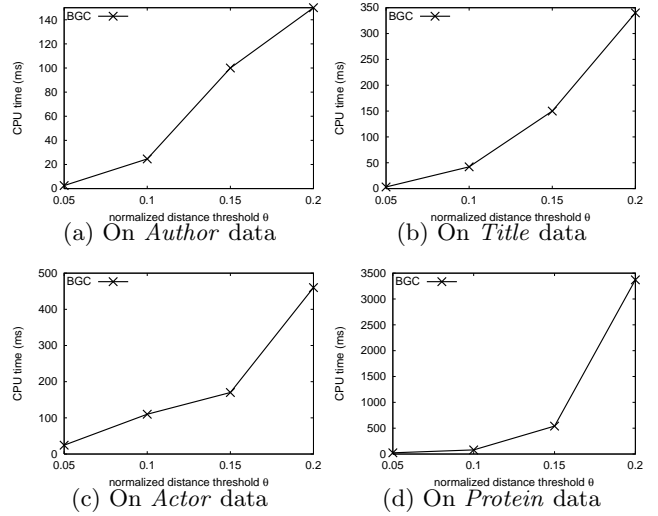 BGC
CPU time (ms)
140
120
100
80
60
40
20
0
0.05 0.1 0.15 0.2
normalized distance threshold θ
(a) On Author data
BGC
CPU time (ms)
350
300
250
200
150
100
50
0
0.05 0.1 0.15 0.2
normalized distance threshold θ
(b) On Title data
BGC
CPU time (ms)
500
400
300
200
100
0
0.05 0.1 0.15 0.2
normalized distance threshold θ
(c) On Actor data
BGC
CPU time (ms)
3500
3000
2500
2000
1500
1000
500
0
0.05 0.1 0.15 0.2
normalized distance threshold θ
(d) On Protein data